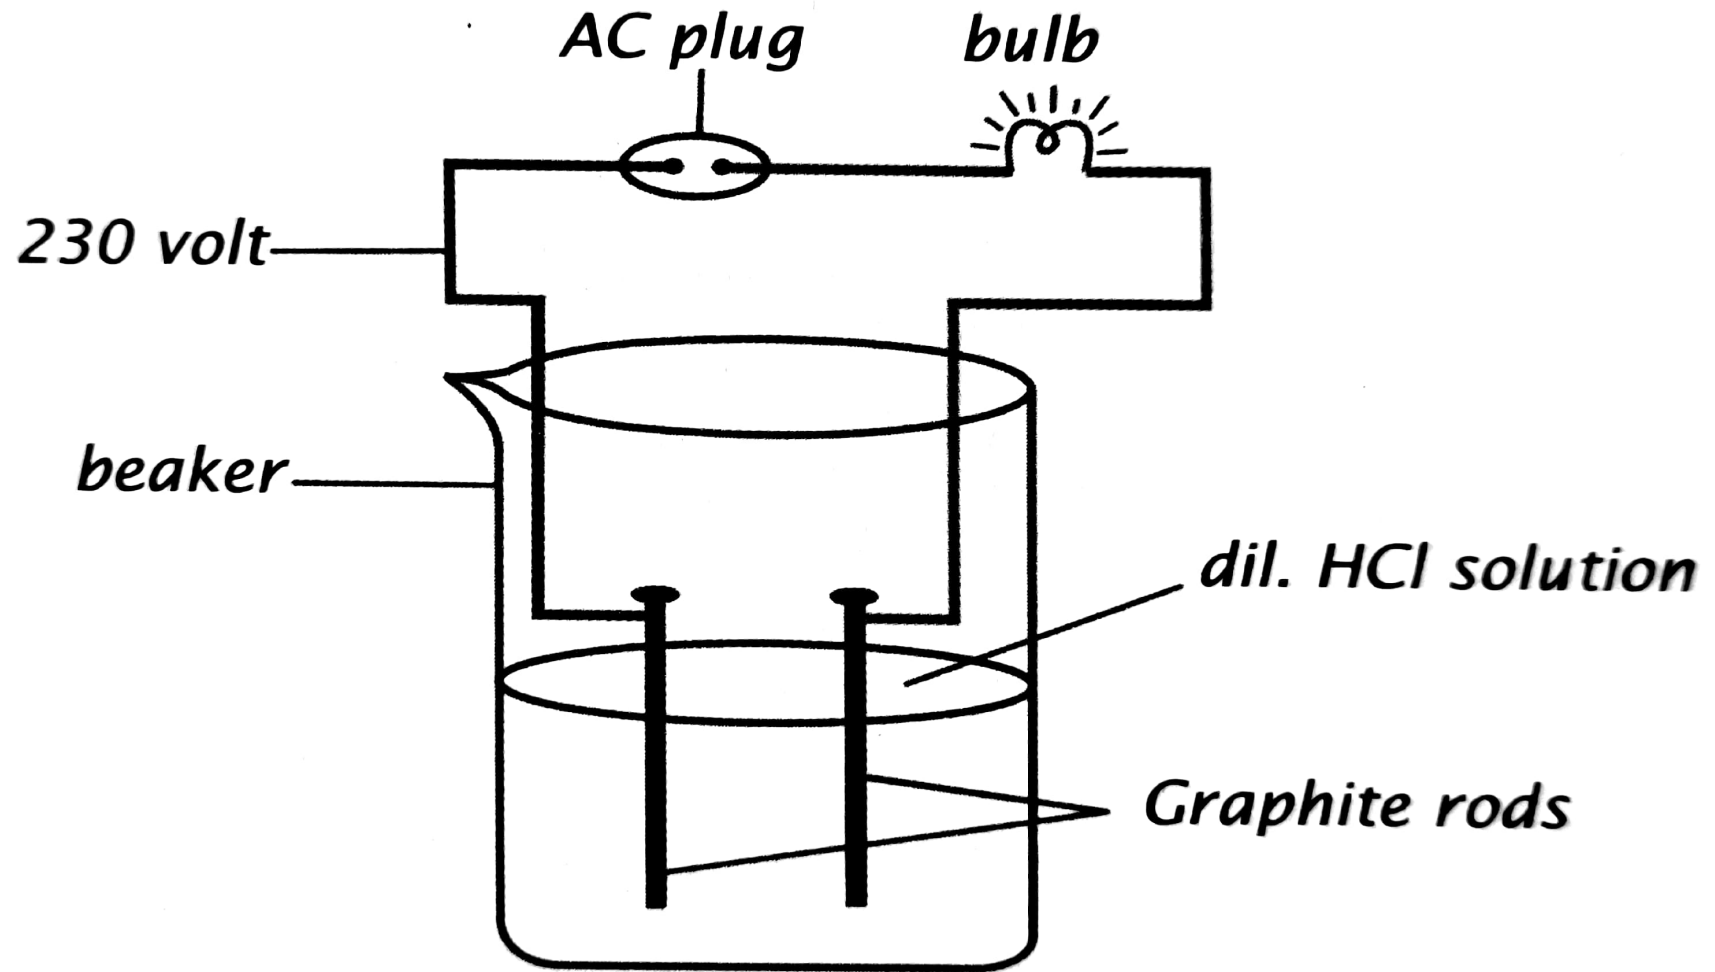 AC plug
bulb
230 volt
beaker
dil. HCl solution
Graphite rods